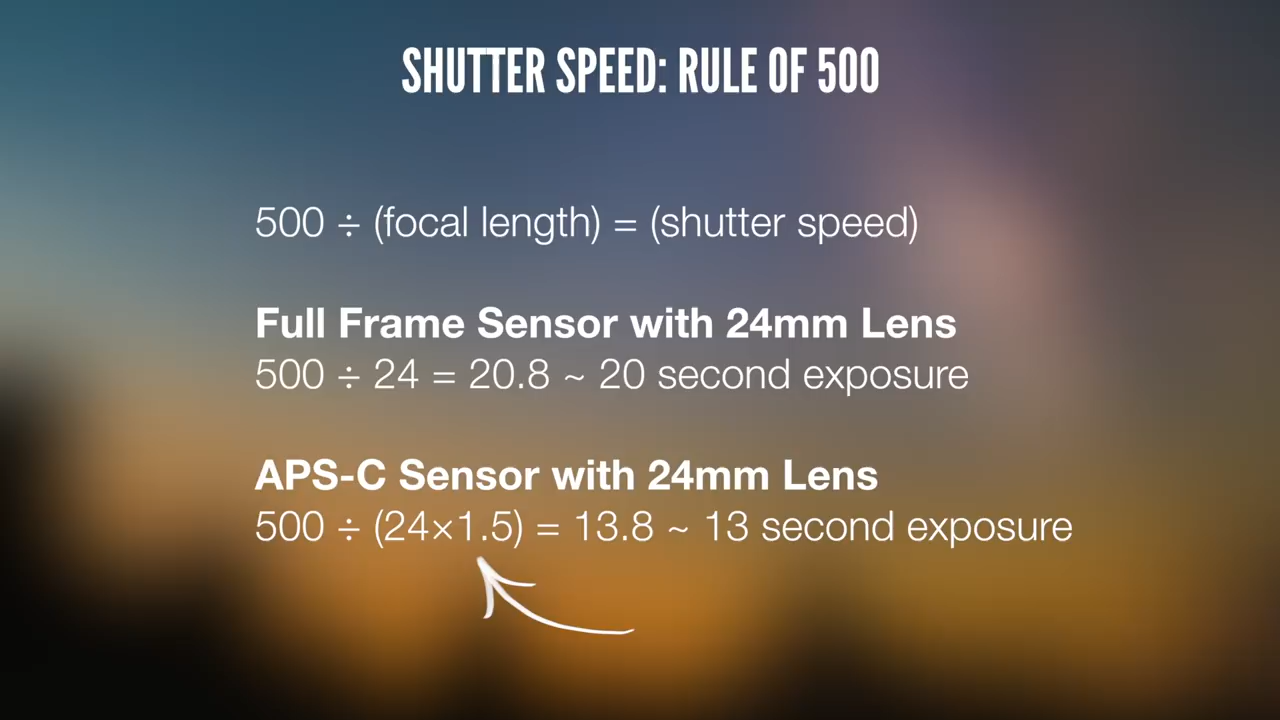 SHUTTER SPEED: RULE OF 500
500 ÷ (focal length) = (shutter speed)
Full Frame Sensor with 24mm Lens
500 ÷ 24 = 20.8 ~ 20 second exposure
APS-C Sensor with 24mm Lens
500 ÷ (24×1.5) = 13.8 ~ 13 second exposure